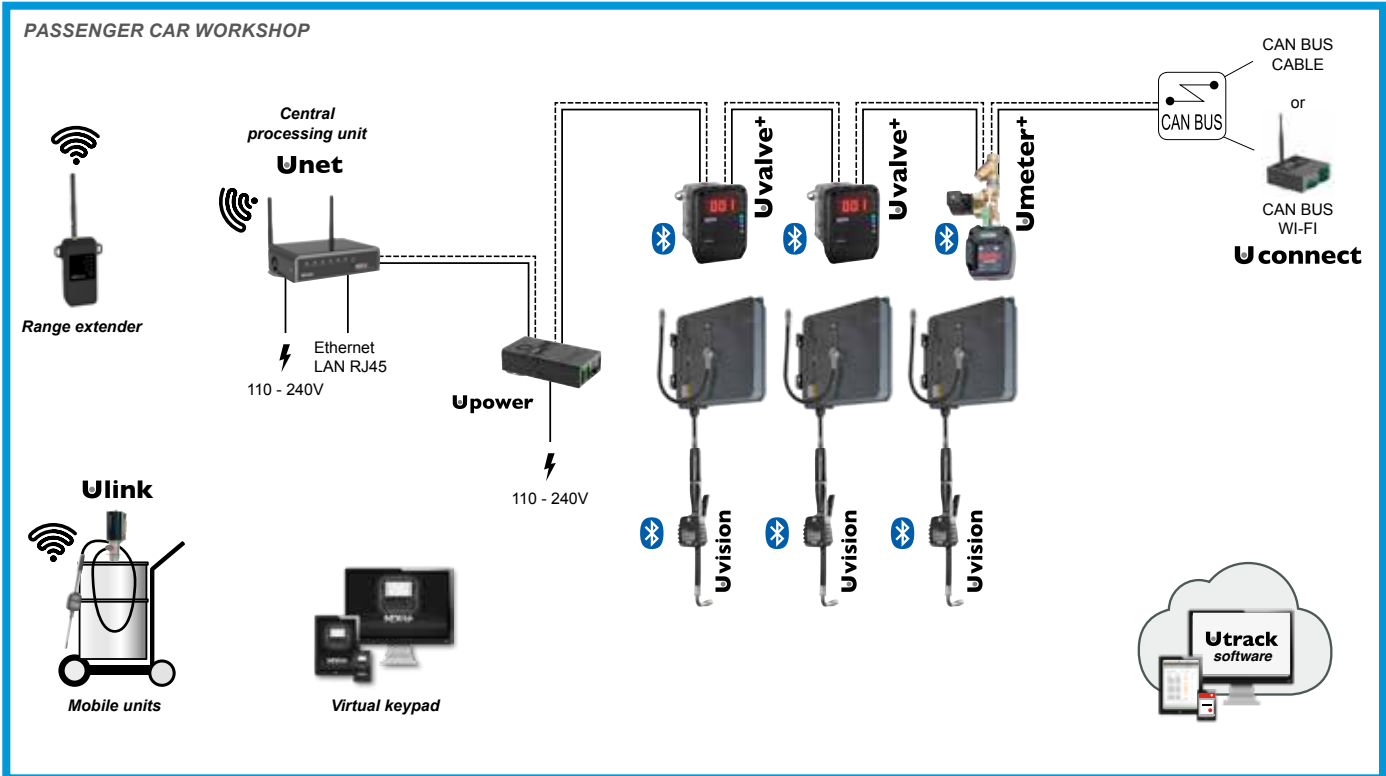 PASSENGER CAR WORKSHOP
CAN BUS
CABLE
or
CAN BUS
CAN BUS
WI-FI
Uconnect
Central
processing unit
Unet
Range extender
Ethernet
LAN RJ45
110 - 240V
Upower
110 - 240V
Uvalve+
001
Uvalve+
001
Umeter+
Uvision
Uvision
Uvision
Ulink
Mobile units
Virtual keypad
Utrack
software